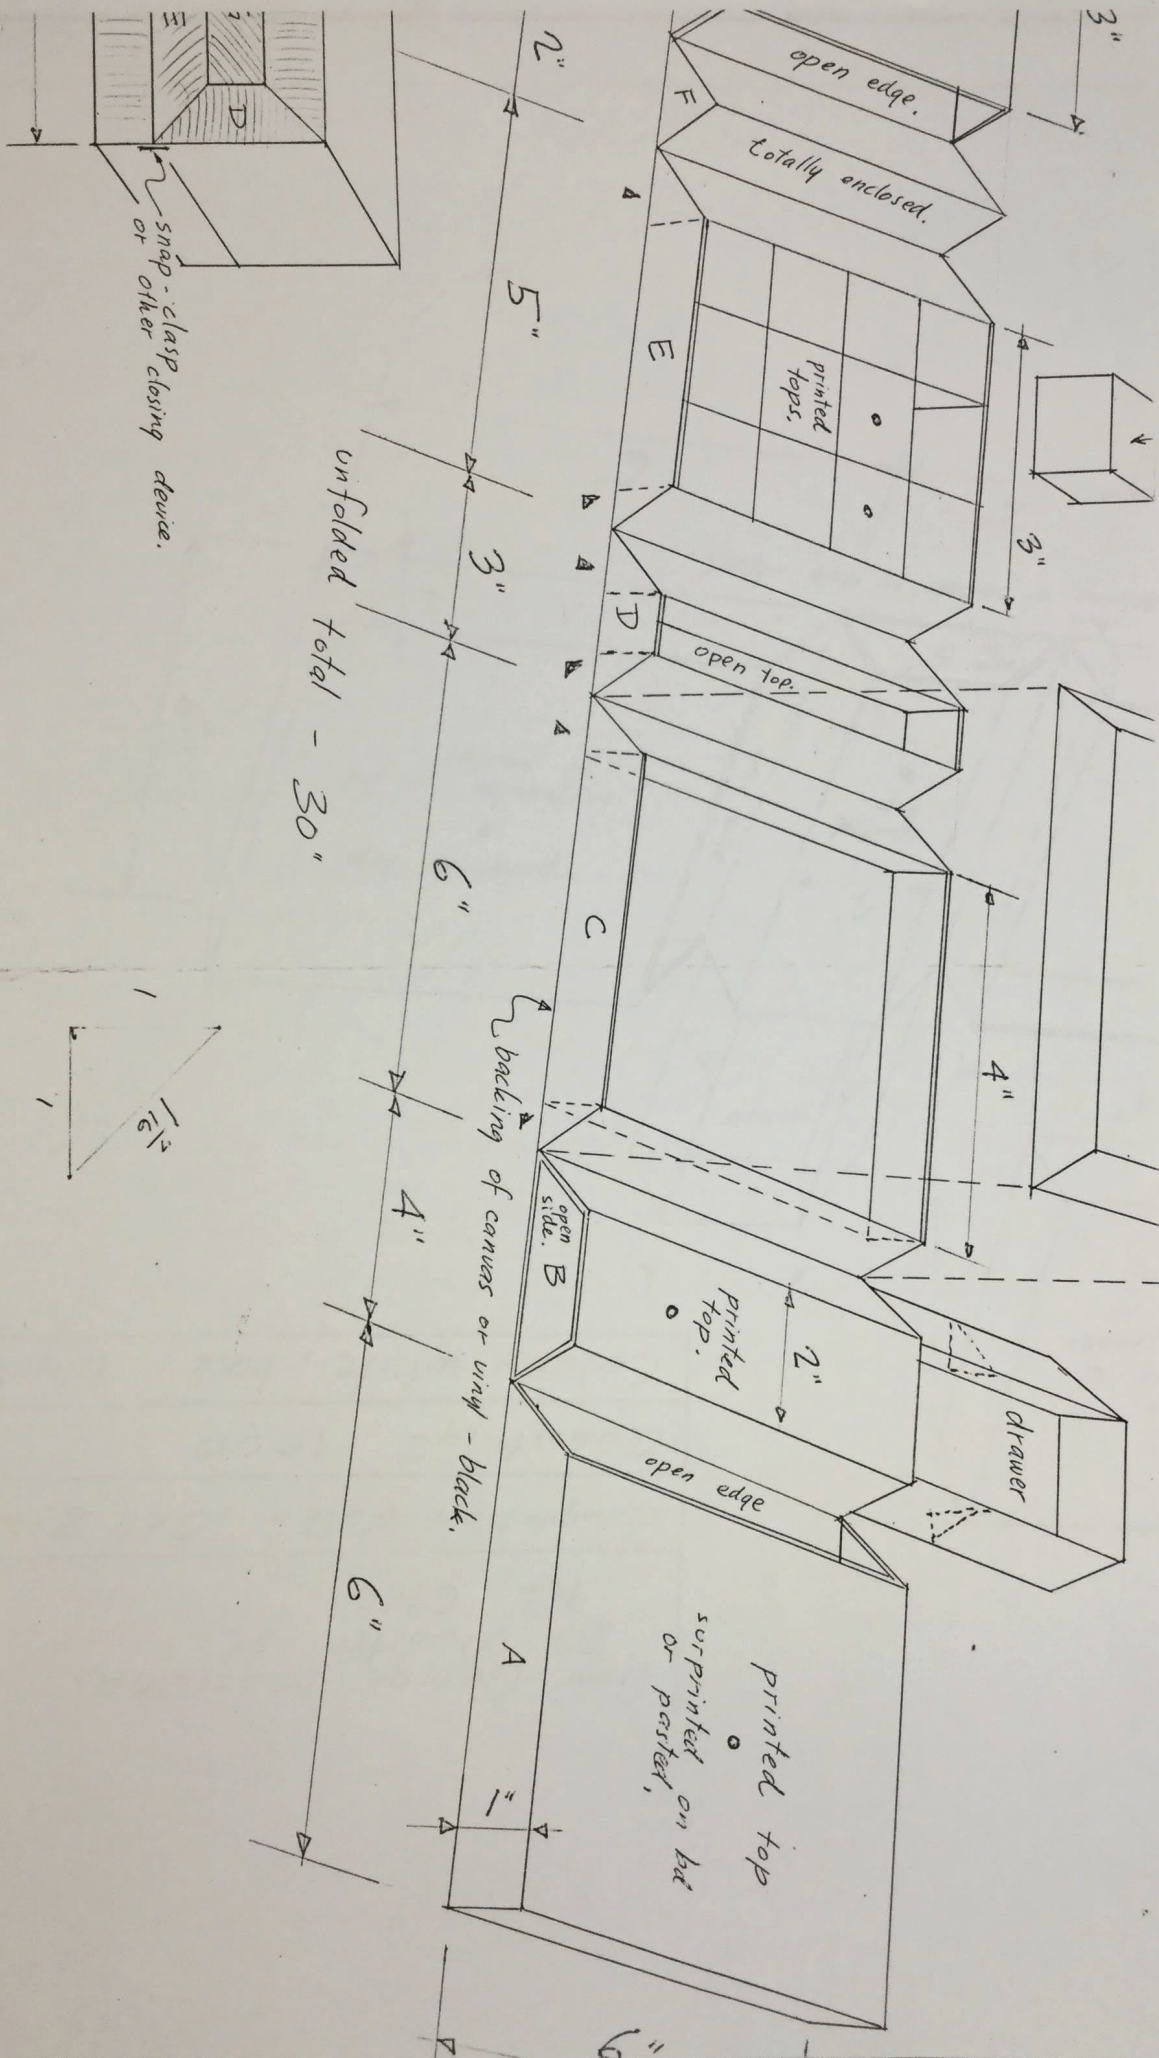 3"
open edge.
F
totally enclosed.
2"
5"
E
printed
tops.
3"
3"
D
open top.
6"
C
4"
backing of canvas or vinyl - black.
unfolded total - 30"
4"
open
side.
B
printed
top.
2"
drawer
open edge
6"
A
1"
printed top
surprinted on
or pasted.
6"
E
D
snap-clasp
or other closing device.
1
1